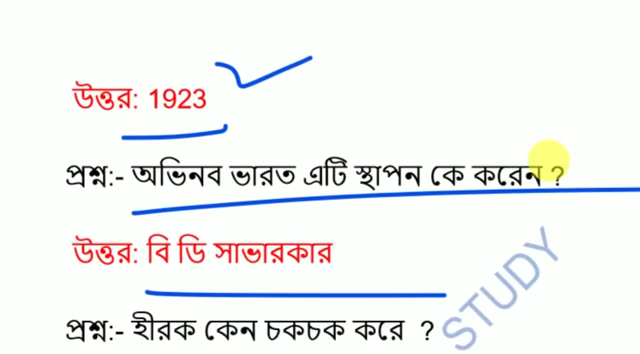 উত্তর: 1923
প্রশ্ন:- অভিনব ভারত এটি স্থাপন কে করেন ?
উত্তর: বি ডি সাভারকার
প্রশ্ন:- হীরক কেন চকচক করে ?
STUDY